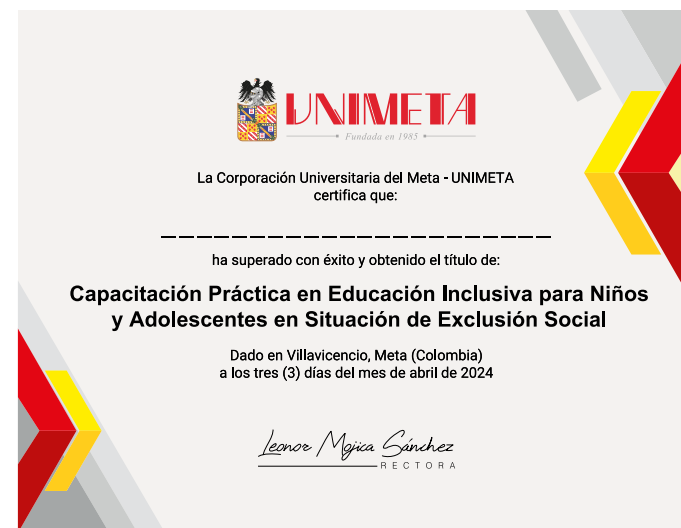 UNIMETA
Fundada en 1985
La Corporación Universitaria del Meta - UNIMETA
certifica que:
ha superado con éxito y obtenido el título de:
Capacitación Práctica en Educación Inclusiva para Niños
y Adolescentes en Situación de Exclusión Social
Dado en Villavicencio, Meta (Colombia)
a los tres (3) días del mes de abril de 2024
Leonor Mojica Sánchez
RECTORA